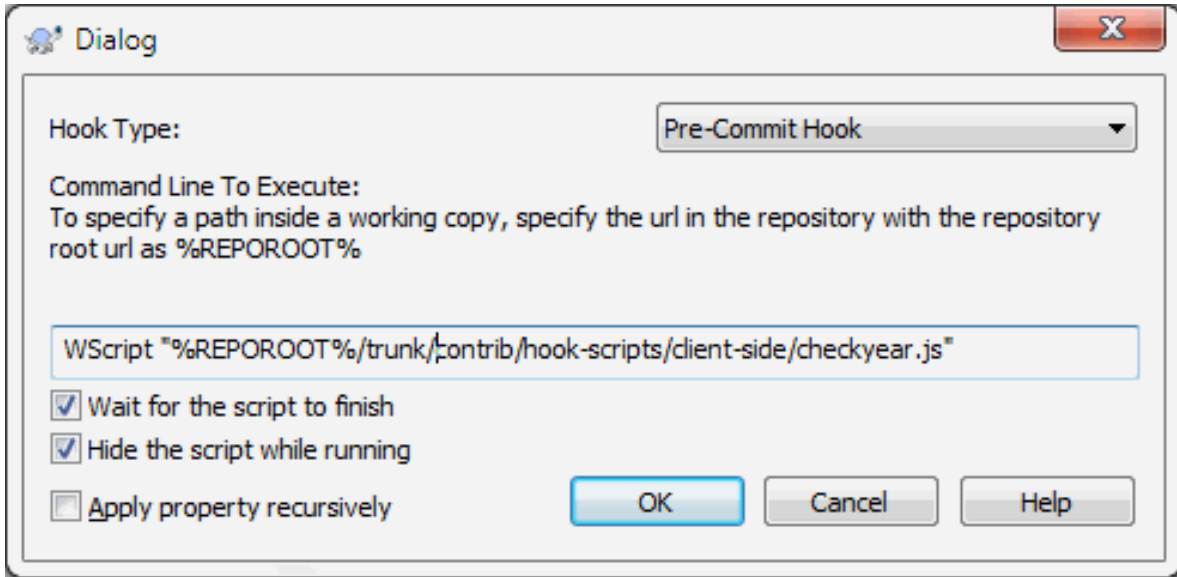 Dialog
Hook Type:
Pre-Commit Hook
Command Line To Execute:
To specify a path inside a working copy, specify the url in the repository with the repository
root url as %REPOROOT%
WScript "%REPOROOT%/trunk/contrib/hook-scripts/client-side/checkyear.js"
Wait for the script to finish
Hide the script while running
Apply property recursively
OK
Cancel
Help